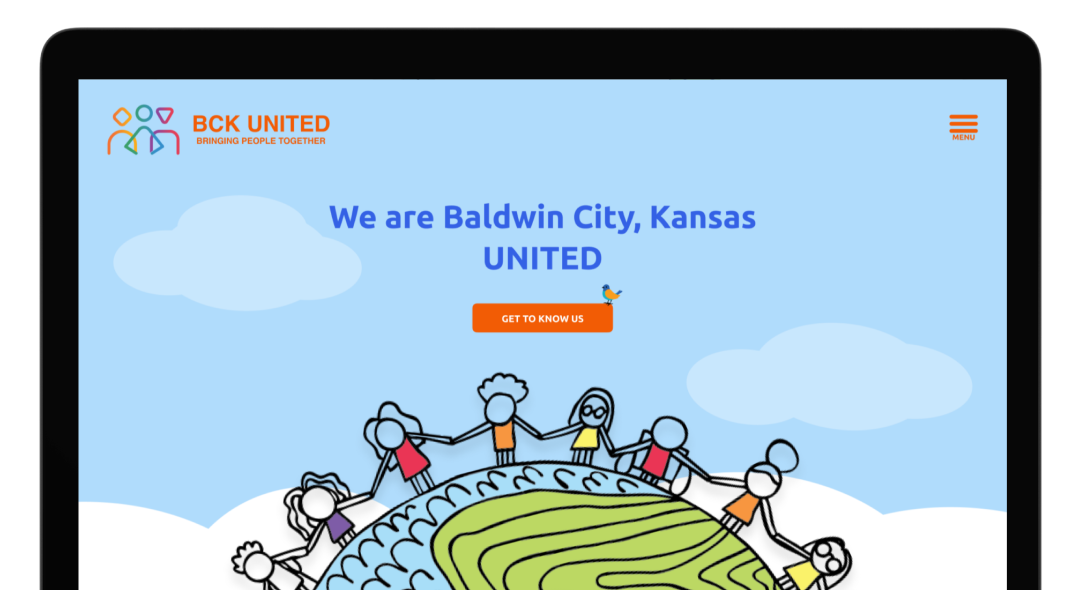 BCK UNITED
BRINGING PEOPLE TOGETHER
MENU
We are Baldwin City, Kansas
UNITED
GET TO KNOW US